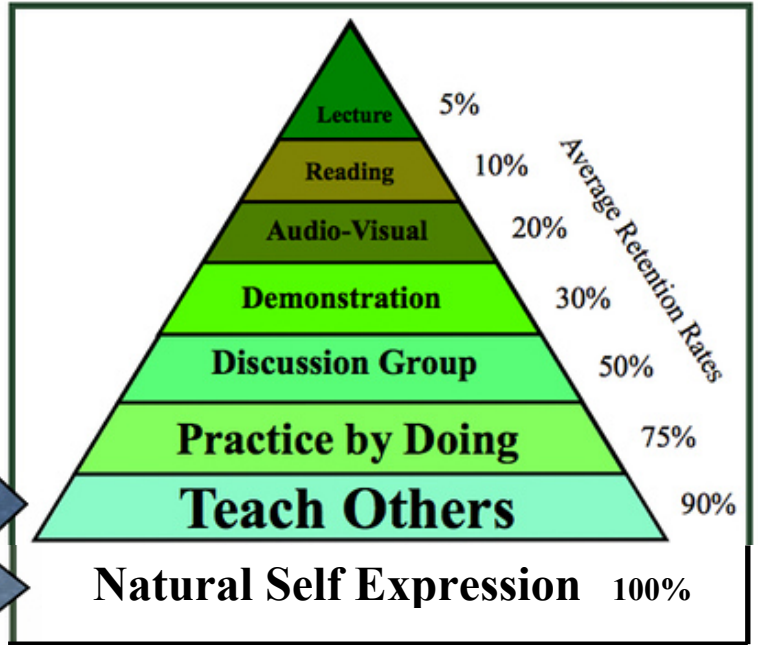 Lecture 5%
Reading 10%
Audio-Visual 20%
Demonstration 30%
Discussion Group 50%
Practice by Doing 75%
Teach Others 90%
Average Retention Rates
Natural Self Expression 100%